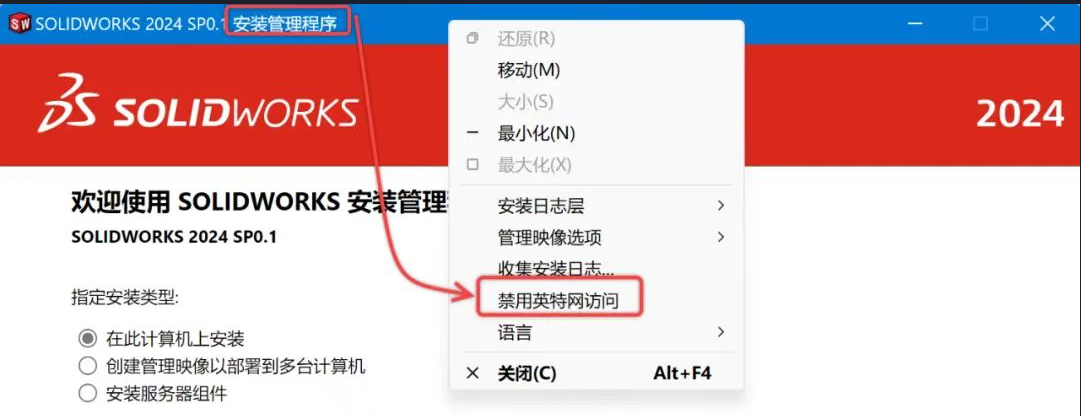 SOLIDWORKS 2024 SP0.1 安装管理程序
还原(R)
移动(M)
大小(S)
最小化(N)
最大化(X)
安装日志层
管理映像选项
收集安装日志...
禁用英特网访问
语言
关闭(C) Alt+F4
SOLIDWORKS
2024
欢迎使用 SOLIDWORKS 安装管理
SOLIDWORKS 2024 SP0.1
指定安装类型:
在此计算机上安装
创建管理映像以部署到多台计算机
安装服务器组件